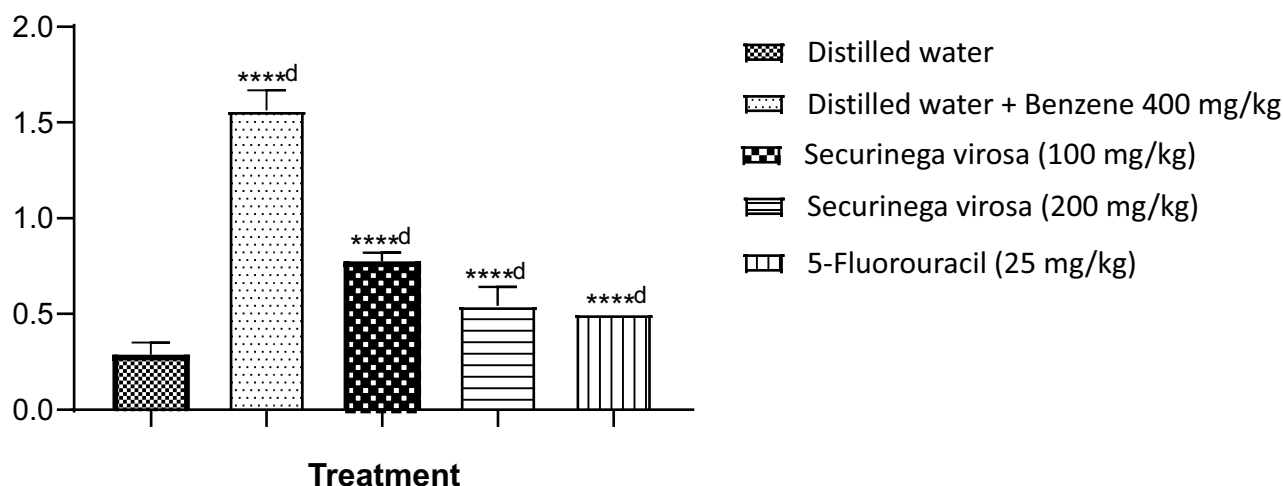 2.0
1.5
1.0
0.5
0.0
****d
****d
****d
****d
Treatment
Distilled water
Distilled water + Benzene 400 mg/kg
Securinega virosa (100 mg/kg)
Securinega virosa (200 mg/kg)
5-Fluorouracil (25 mg/kg)